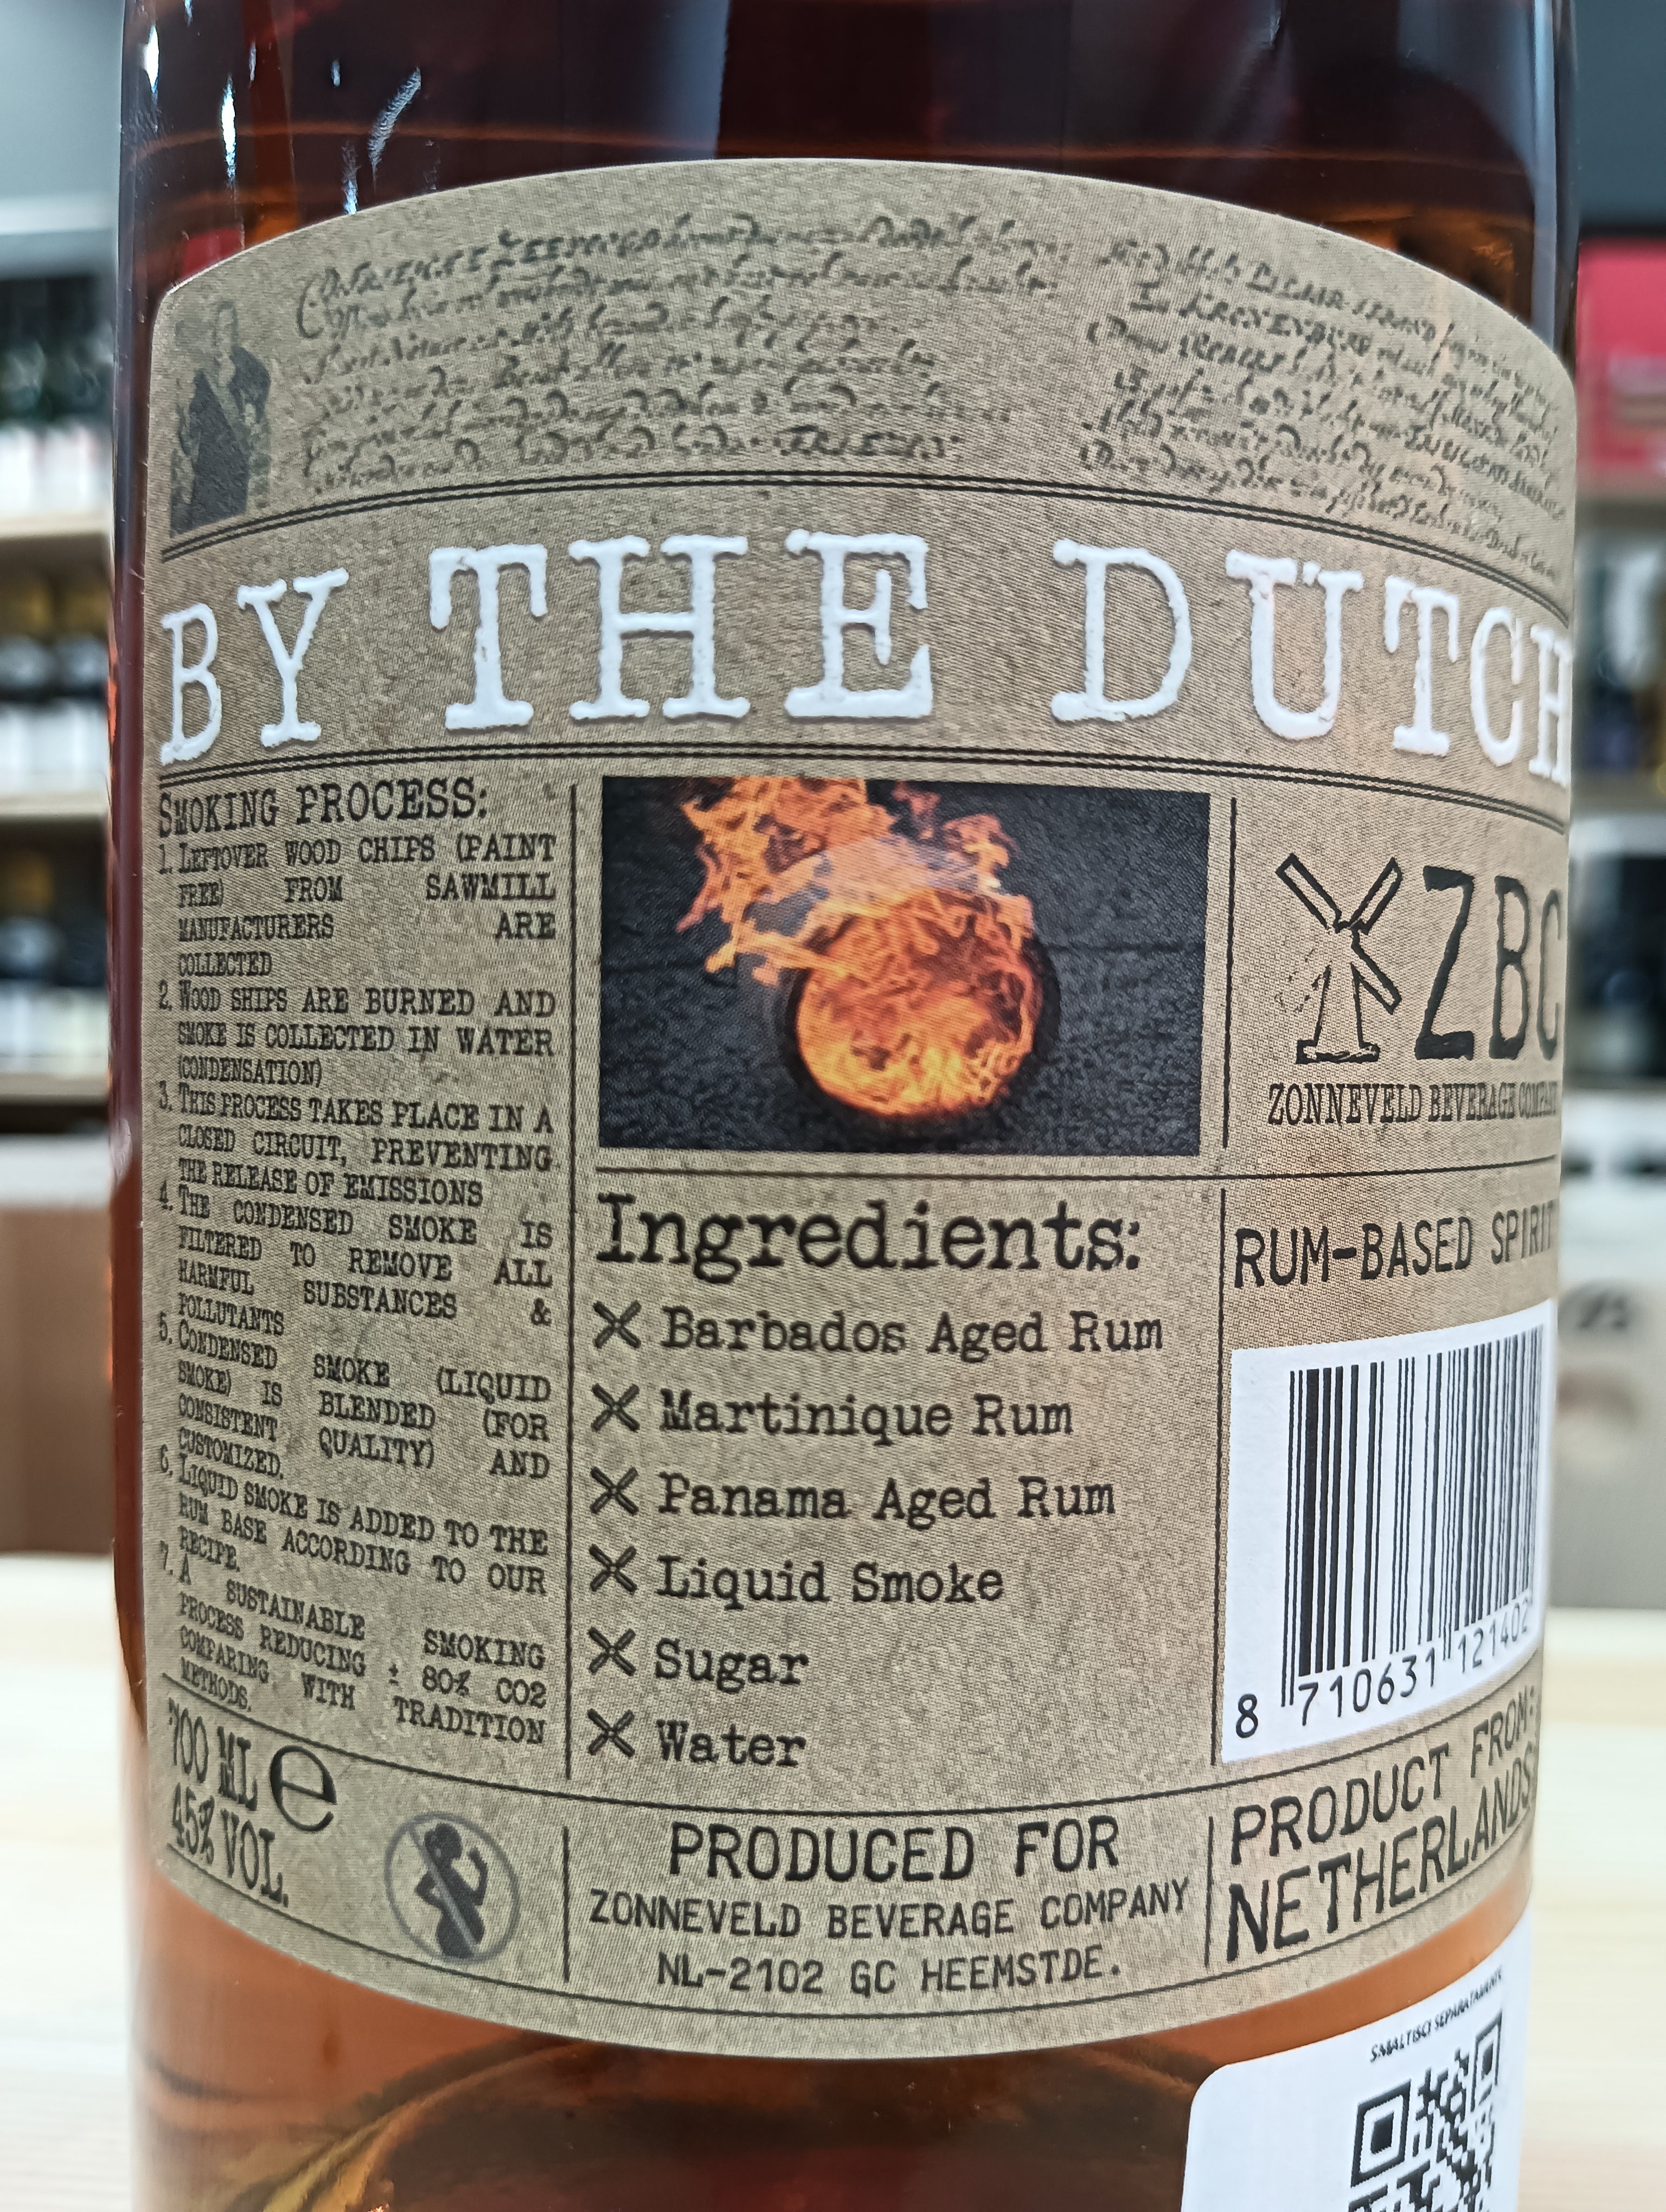 BY THE DUTCH
SMOKING PROCESS:
1. LEFTOVER WOOD CHIPS (PAINT
FREE) FROM SAWMILL
MANUFACTURERS ARE
COLLECTED
2. WOOD SHIPS ARE BURNED AND
SMOKE IS COLLECTED IN WATER
(CONDENSATION)
3. THIS PROCESS TAKES PLACE IN A
CLOSED CIRCUIT, PREVENTING
THE RELEASE OF EMISSIONS
4. THE CONDENSED SMOKE IS
FILTERED TO REMOVE ALL
HARMFUL SUBSTANCES &
POLLUTANTS
5. CONDENSED SMOKE (LIQUID
SMOKE) IS BLENDED (FOR
CONSISTENT QUALITY) AND
CUSTOMIZED.
6. LIQUID SMOKE IS ADDED TO THE
RUM BASE ACCORDING TO OUR
RECIPE.
7. A SUSTAINABLE SMOKING
PROCESS REDUCING ± 80% CO2
COMPARING WITH TRADITION
METHODS.
700 ML e
45% VOL.
Ingredients:
Barbados Aged Rum
Martinique Rum
Panama Aged Rum
Liquid Smoke
Sugar
Water
PRODUCED FOR
ZONNEVELD BEVERAGE COMPANY
NL-2102 GC HEEMSTDE.
ZBC
ZONNEVELD BEVERAGE COMPANY
RUM-BASED SPIRIT
8 710631 121402
PRODUCT FROM:
NETHERLANDS
SMALTISCI SEPARATAMENTE